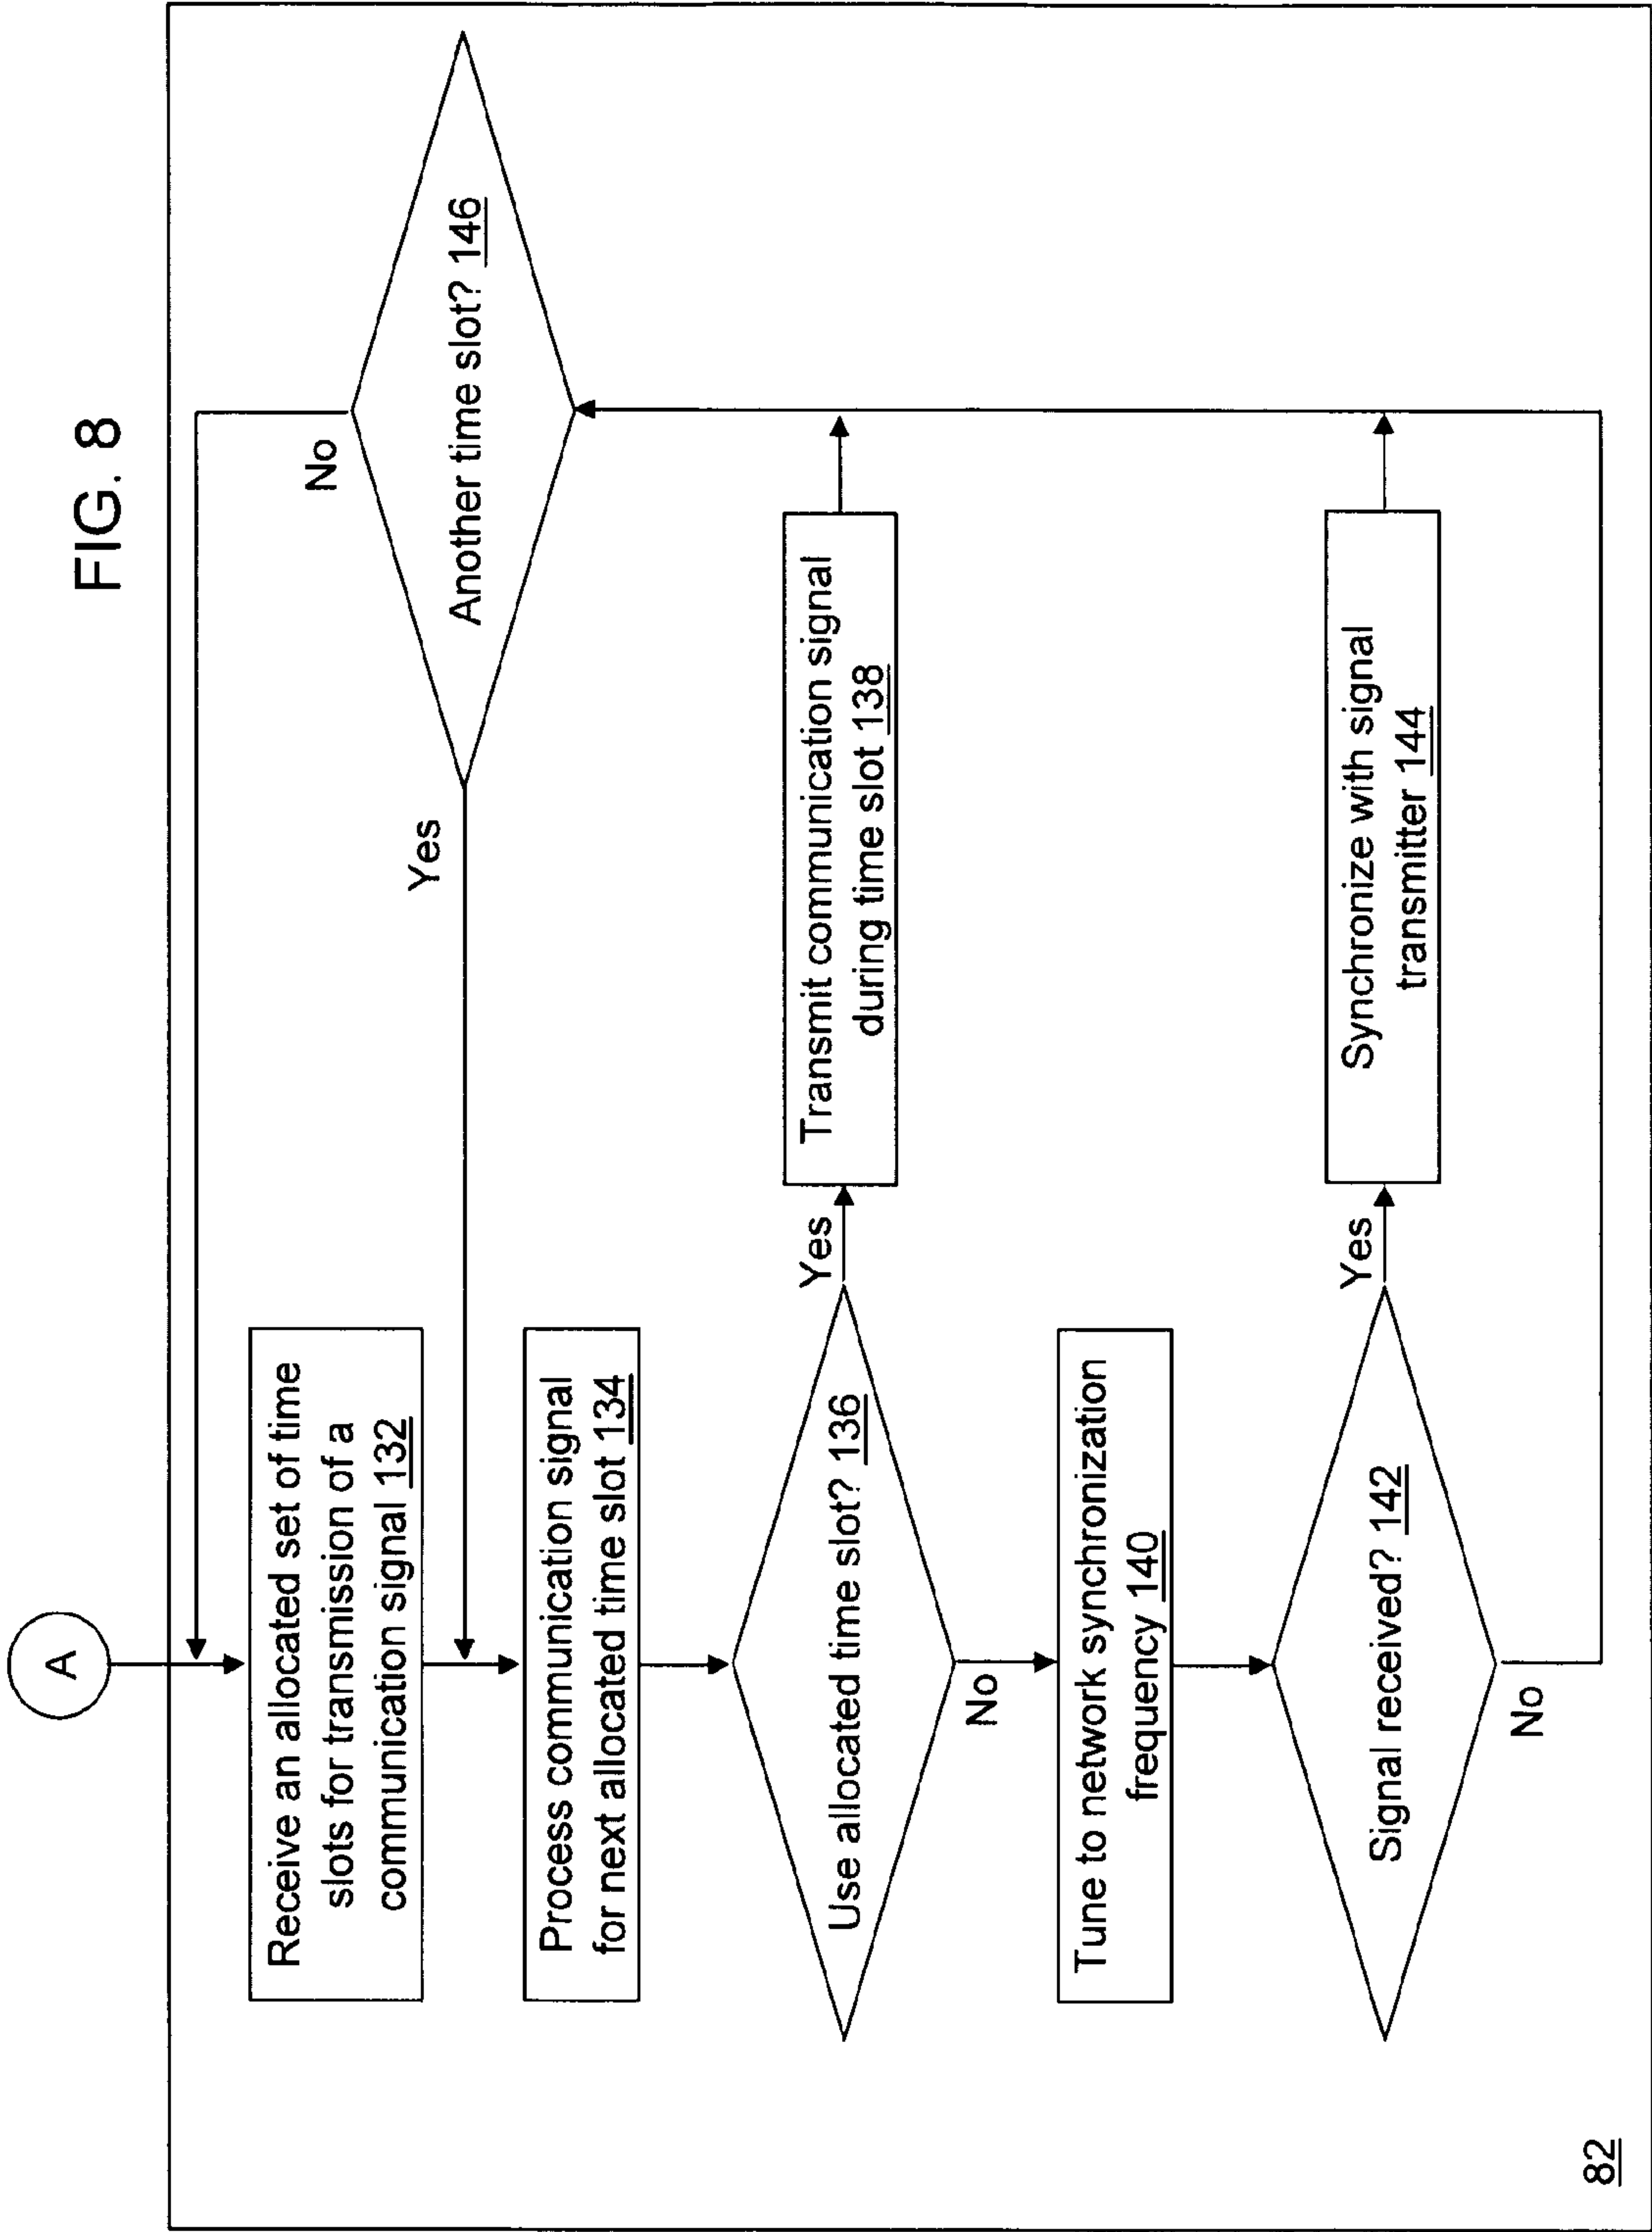 FIG. 8
A
Receive an allocated set of time
slots for transmission of a
communication signal 132
No
Another time slot? 146
Yes
Process communication signal
for next allocated time slot 134
Use allocated time slot? 136
Yes
Transmit communication signal
during time slot 138
No
Tune to network synchronization
frequency 140
Signal received? 142
Yes
Synchronize with signal
transmitter 144
No
82